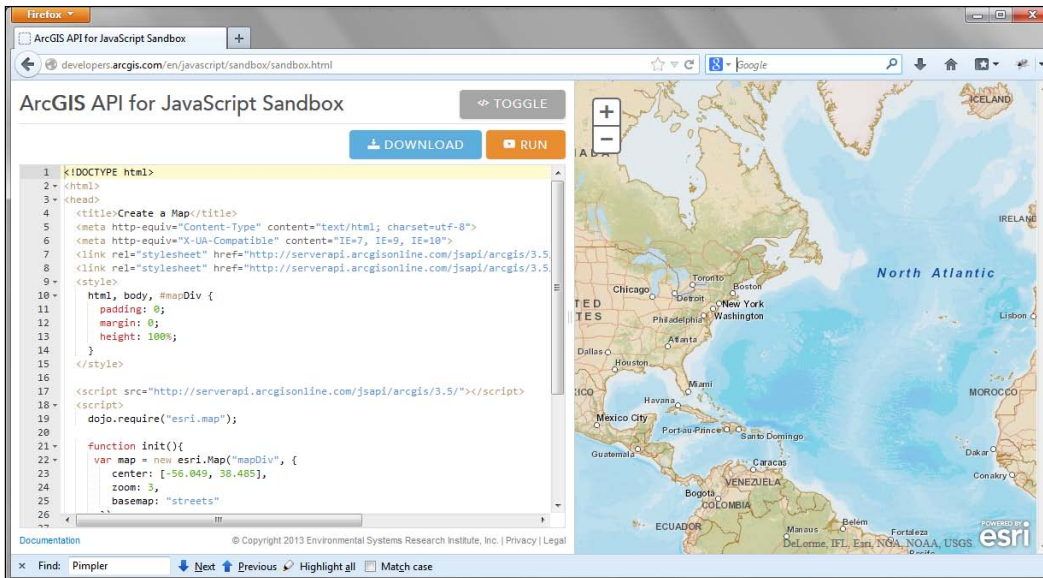 Firefox
ArcGIS API for JavaScript Sandbox
+
developers.arcgis.com/en/javascript/sandbox/sandbox.html
Google
ArcGIS API for JavaScript Sandbox
</> TOGGLE
DOWNLOAD
RUN
1 <!DOCTYPE html>
2 <html>
3 <head>
4 <title>Create a Map</title>
5 <meta http-equiv="Content-Type" content="text/html; charset=utf-8">
6 <meta http-equiv="X-UA-Compatible" content="IE=7, IE=9, IE=10">
7 <link rel="stylesheet" href="http://serverapi.arcgisonline.com/jsapi/arcgis/3.5
8 <link rel="stylesheet" href="http://serverapi.arcgisonline.com/jsapi/arcgis/3.5
9 <style>
10 html, body, #mapDiv {
11 padding: 0;
12 margin: 0;
13 height: 100%;
14 }
15 </style>
16
17 <script src="http://serverapi.arcgisonline.com/jsapi/arcgis/3.5/"></script>
18 <script>
19 dojo.require("esri.map");
20
21 function init(){
22 var map = new esri.Map("mapDiv", {
23 center: [-56.049, 38.485],
24 zoom: 3,
25 basemap: "streets"
26 });
27
Documentation
© Copyright 2013 Environmental Systems Research Institute, Inc. | Privacy | Legal
+
−
ICELAND
IRELAND
North Atlantic
Toronto
Chicago
Detroit
Boston
New York
TED
TES
Philadelphia
Washington
Lisbon
Atlanta
Dallas
Houston
Miami
MOROCCO
ICO
Havana
Mexico City
Port-au-Prince
Santo Domingo
Guatemala
Dakar
Caracas
Conakry
VENEZUELA
Bogota
COLOMBIA
ECUADOR
Manaus
Belém
Fortaleza
Recife
POWERED BY
esri
DeLorme, IFL, Esri, NGA, NOAA, USGS
× Find: Pimpler
Next
Previous
Highlight all
Match case